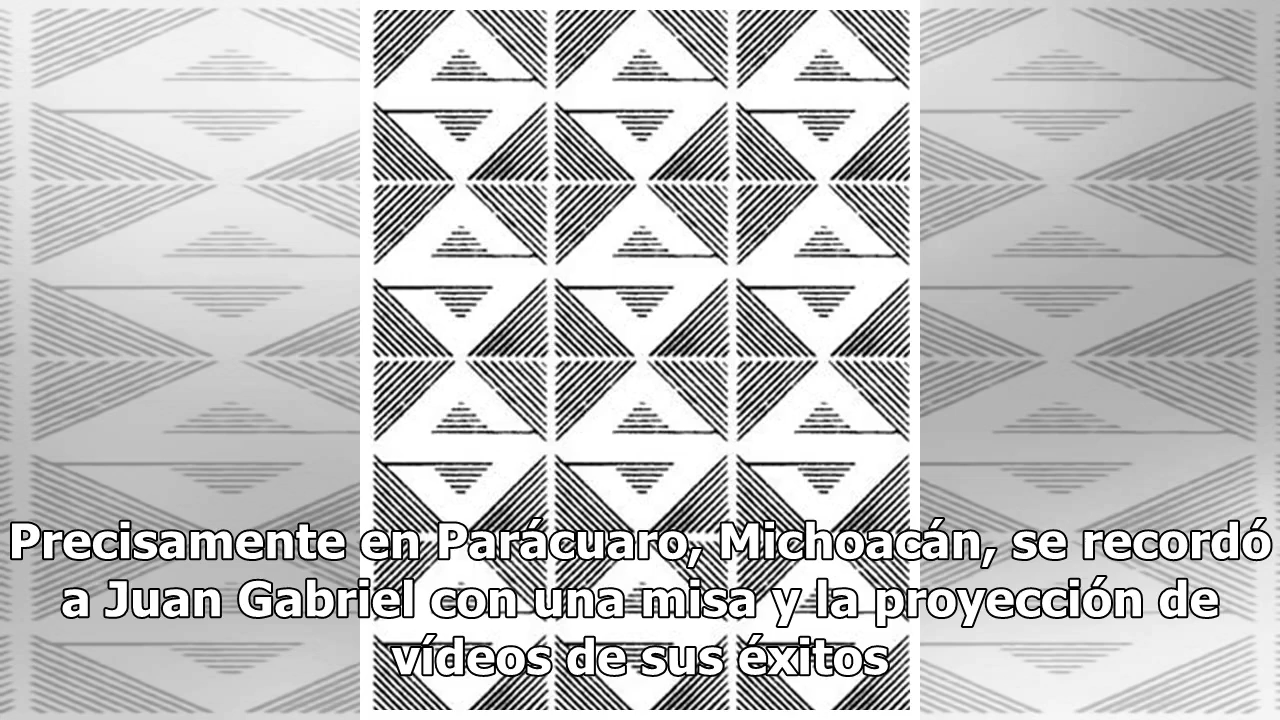 Precisamente en Parácuaro, Michoacán, se recordó
a Juan Gabriel con una misa y la proyección de
vídeos de sus éxitos